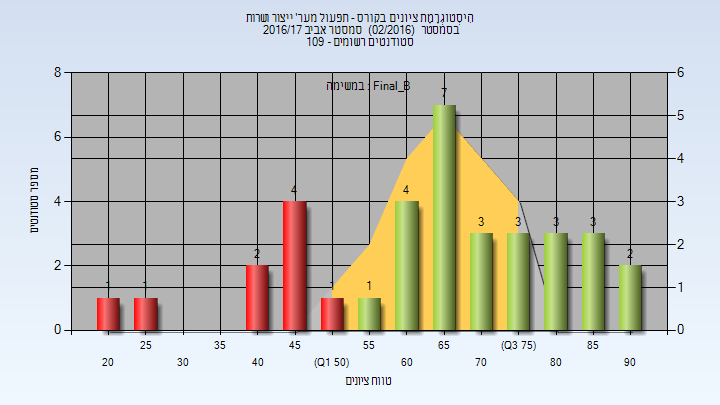 היסטוגרמת ציונים בקורס - תפעול מער' ייצור ושרות
בסמסטר (02/2016) סמסטר אביב 2016/17
סטודנטים רשומים - 109
במשימה : Final_B
8 6
7
6 5
4 4
4 4
3 3 3 3 3
2 2 2
2 2
1 1 1 1 1
0 0
מספר סטודנטים
25 35 45 55 65 (Q3 75) 85
20 30 40 (Q1 50) 60 70 80 90
טווח ציונים